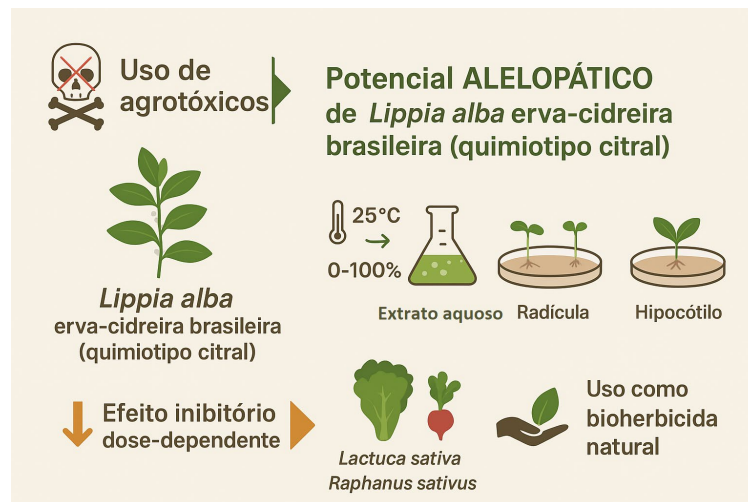 Uso de
agrotóxicos
Potencial ALELOPÁTICO
de Lippia alba erva-cidreira
brasileira (quimiotipo citral)
Lippia alba
erva-cidreira brasileira
(quimiotipo citral)
25°C
0-100%
Extrato aquoso
Radícula
Hipocótilo
Efeito inibitório
dose-dependente
Lactuca sativa
Raphanus sativus
Uso como
bioherbicida
natural